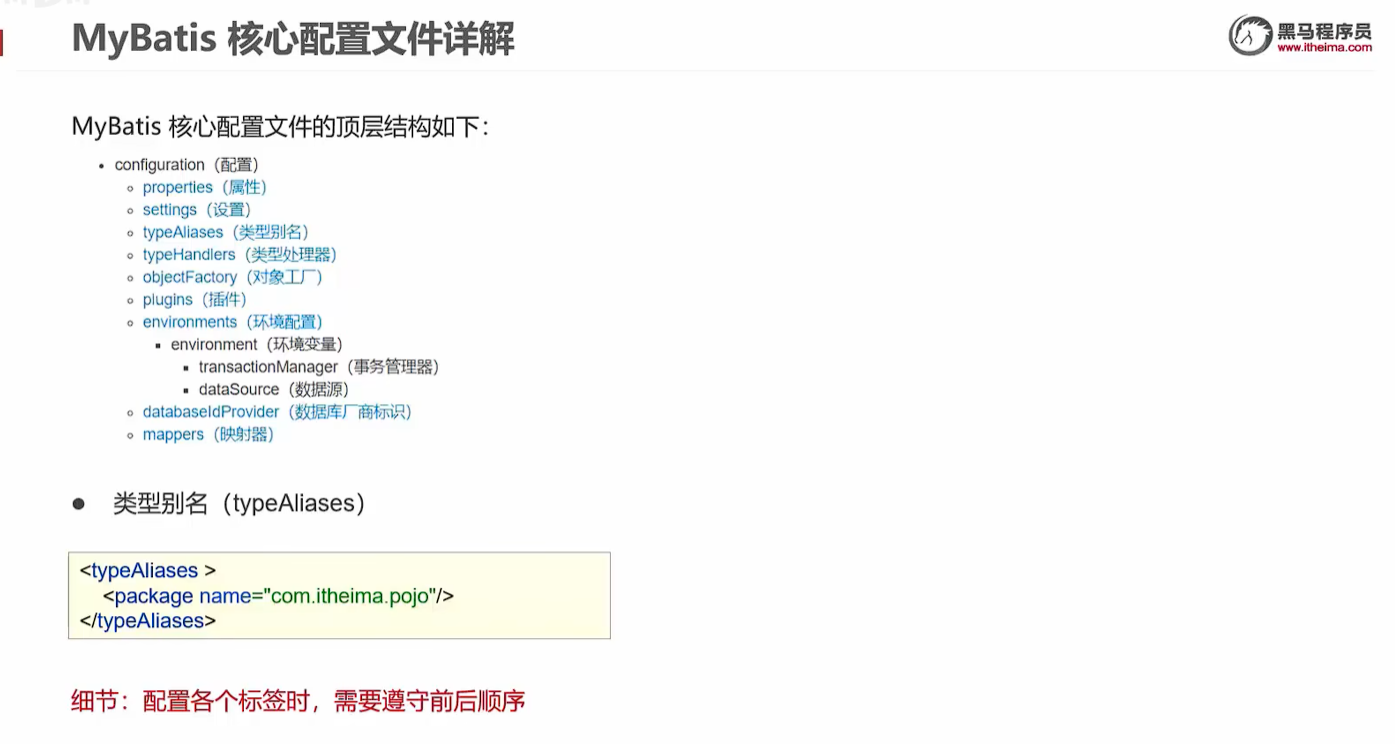 MyBatis 核心配置文件详解
黑马程序员
www.itheima.com
MyBatis 核心配置文件的顶层结构如下：
• configuration（配置）
◦ properties（属性）
◦ settings（设置）
◦ typeAliases（类型别名）
◦ typeHandlers（类型处理器）
◦ objectFactory（对象工厂）
◦ plugins（插件）
◦ environments（环境配置）
▪ environment（环境变量）
▪ transactionManager（事务管理器）
▪ dataSource（数据源）
◦ databaseIdProvider（数据库厂商标识）
◦ mappers（映射器）
● 类型别名（typeAliases）
<typeAliases >
<package name="com.itheima.pojo"/>
</typeAliases>
细节：配置各个标签时，需要遵守前后顺序